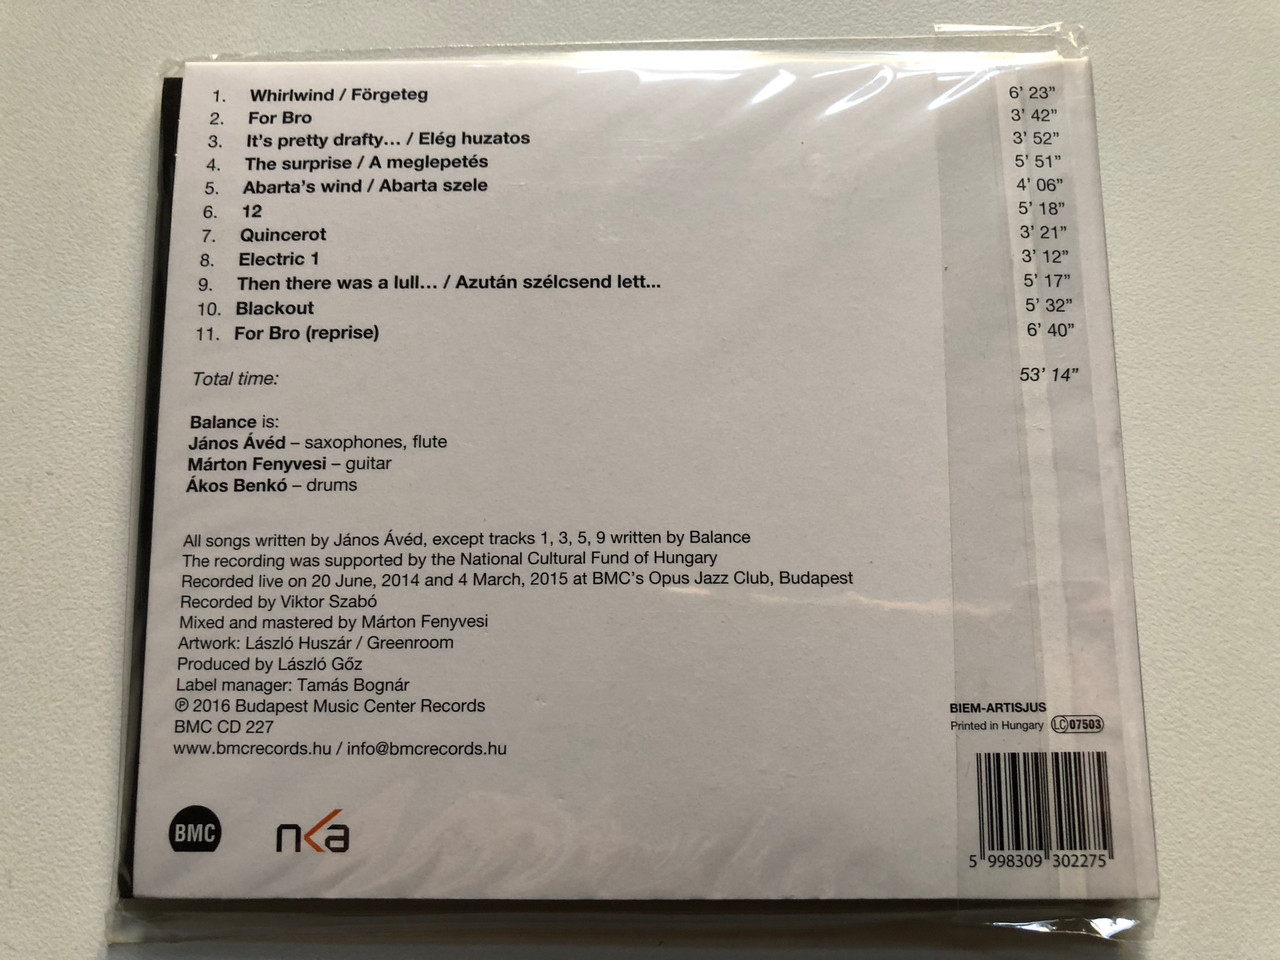 1. Whirlwind / Förgeteg 6’ 23”
2. For Bro 3’ 42”
3. It’s pretty drafty... / Elég huzatos 3’ 52”
4. The surprise / A meglepetés 5’ 51”
5. Abarta’s wind / Abarta szele 4’ 06”
6. 12 5’ 18”
7. Quincerot 3’ 21”
8. Electric 1 3’ 12”
9. Then there was a lull... / Azután szélcsend lett... 5’ 17”
10. Blackout 5’ 32”
11. For Bro (reprise) 6’ 40”
Total time: 53’ 14”
Balance is:
János Ávéd – saxophones, flute
Márton Fenyvesi – guitar
Ákos Benkó – drums
All songs written by János Ávéd, except tracks 1, 3, 5, 9 written by Balance
The recording was supported by the National Cultural Fund of Hungary
Recorded live on 20 June, 2014 and 4 March, 2015 at BMC’s Opus Jazz Club, Budapest
Recorded by Viktor Szabó
Mixed and mastered by Márton Fenyvesi
Artwork: László Huszár / Greenroom
Produced by László Gőz
Label manager: Tamás Bognár
℗ 2016 Budapest Music Center Records
BMC CD 227
www.bmcrecords.hu / info@bmcrecords.hu
BIEM-ARTISJUS
Printed in Hungary LC 07503
BMC nka
5 998309 302275